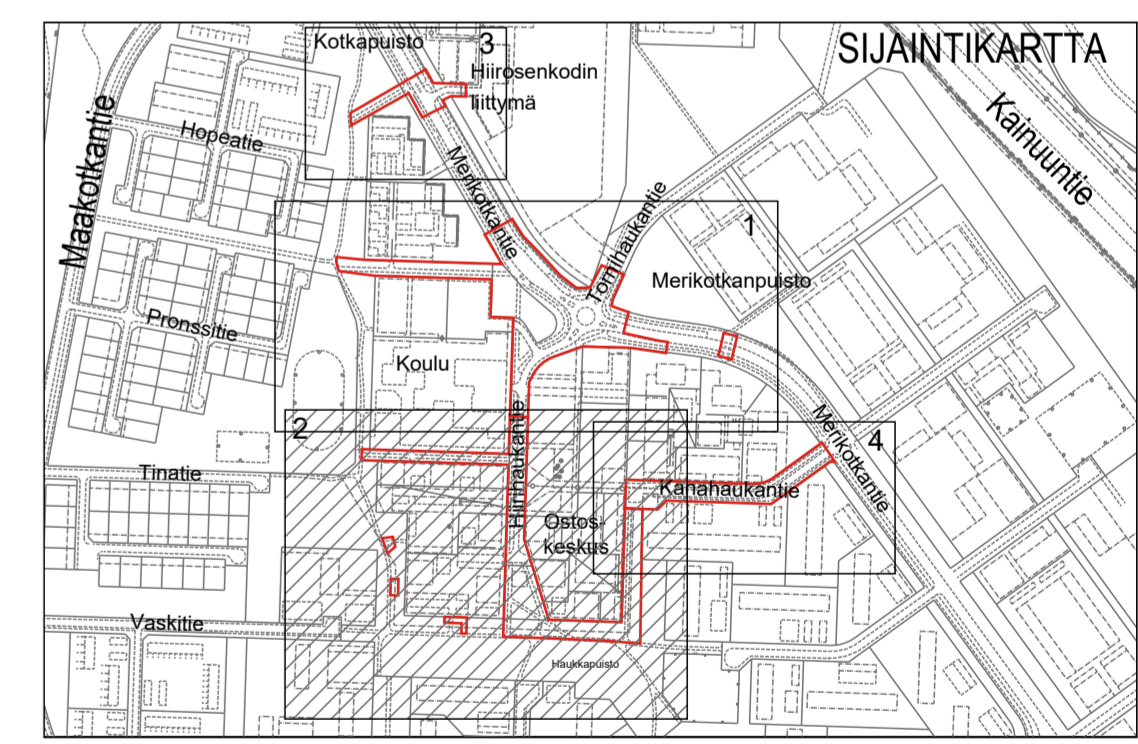 SIJAINTIKARTTA
Kotkapuisto
3
Hiirosenkodin
liittymä
Kainuuntie
Maakotkantie
Hopeatie
Merikotkantie
Tornihaukantie
1
Merikotkanpuisto
Pronssitie
Koulu
2
Hiirihaukantie
Merikotkantie
4
Tinatie
Kanahaukantie
Ostos-
keskus
Vaskitie
Haukkapuisto